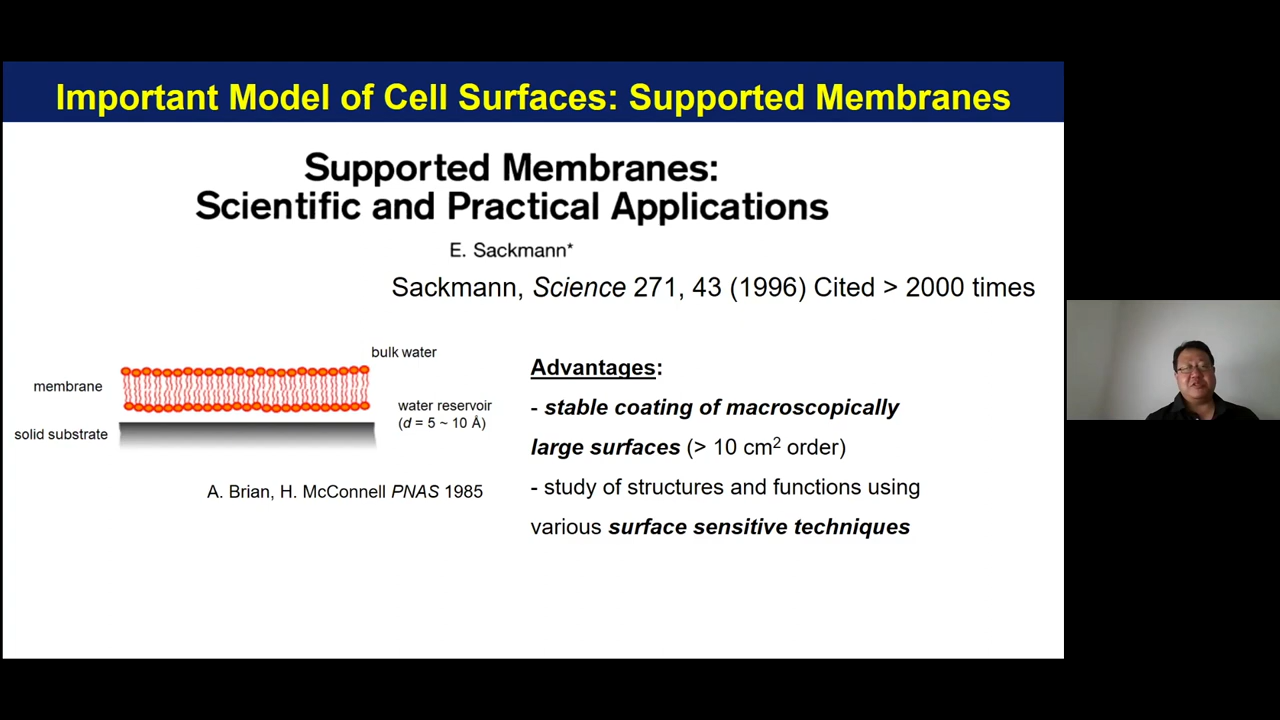 Important Model of Cell Surfaces: Supported Membranes
Supported Membranes:
Scientific and Practical Applications
E. Sackmann*
Sackmann, Science 271, 43 (1996) Cited > 2000 times
bulk water
membrane
water reservoir
(d = 5 ~ 10 Å)
solid substrate
A. Brian, H. McConnell PNAS 1985
Advantages:
- stable coating of macroscopically
large surfaces (> 10 cm² order)
- study of structures and functions using
various surface sensitive techniques